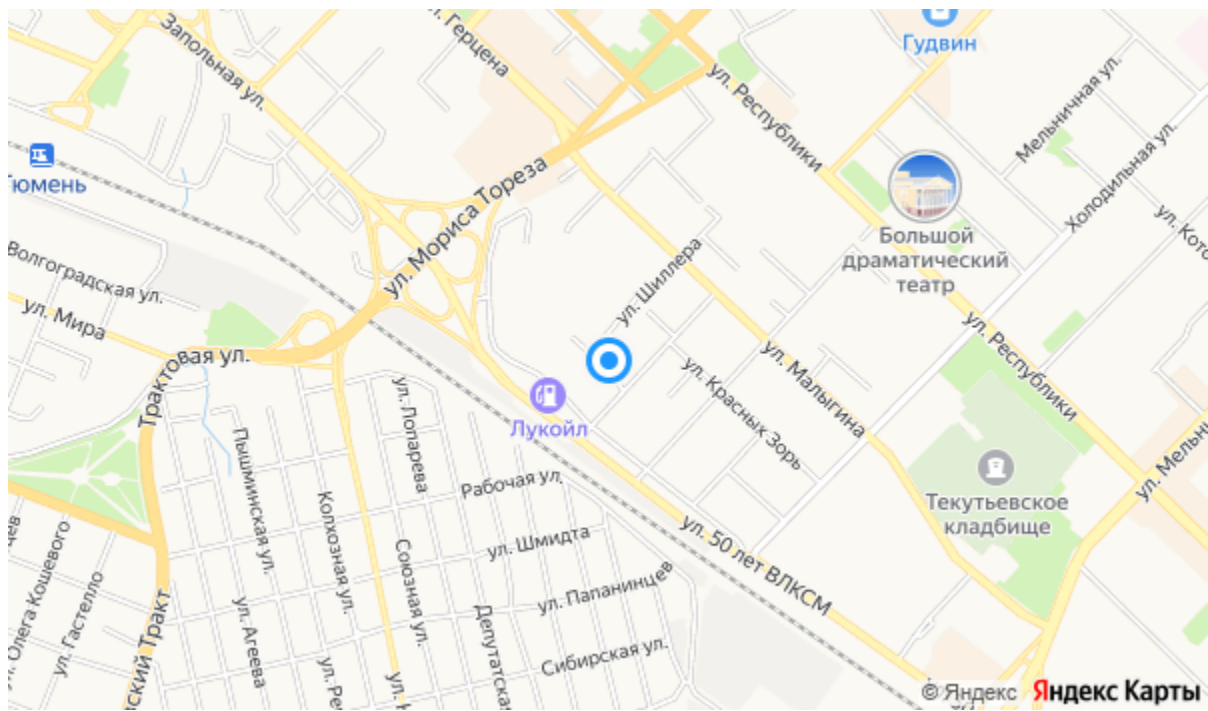 Запольная ул.
ул. Герцена
Гудвин
ул. Республики
Мельничная ул.
Холодильная ул.
Тюмень
ул. Мориса Тореза
Большой
драматический
театр
Волгоградская ул.
ул. Мира
ул. Шиллера
ул. Республики
Трактовая ул.
ул. Малыгина
ул. Красных Зорь
Лукойл
ул. Лопарева
Рабочая ул.
ул. Мельни
Текутьевское
кладбище
Пышминская ул.
Колхозная ул.
Союзная ул.
ул. Шмидта
ул. 50 лет ВЛКСМ
ул. Папанинцев
Олега Кошевого
ул. Гастелло
ул. Агеева
Депутатская
Сибирская ул.
Тракт
© Яндекс Яндекс Карты